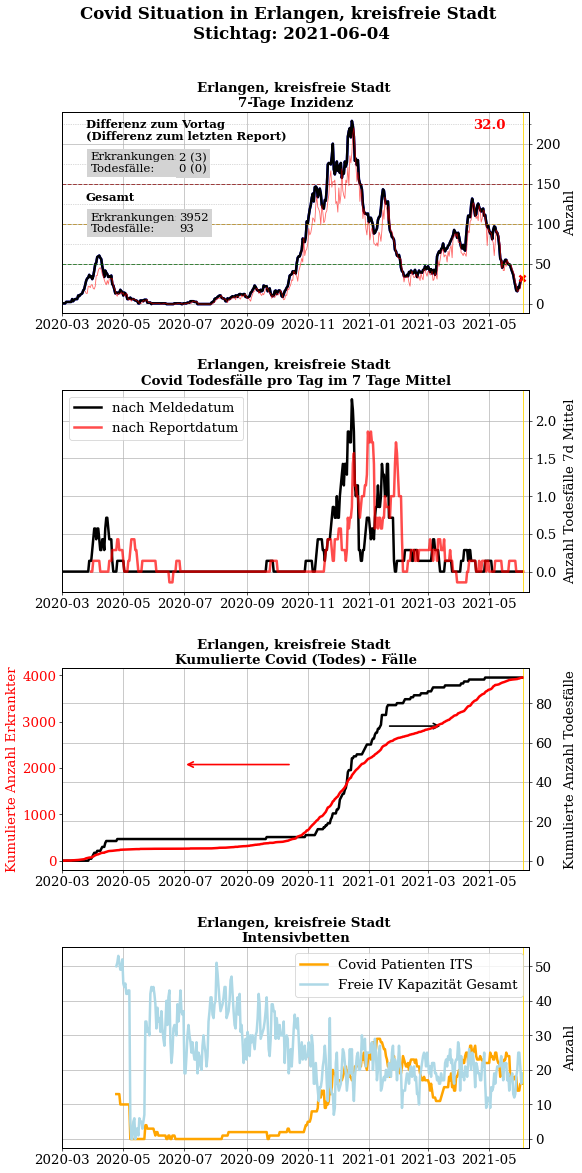 Covid Situation in Erlangen, kreisfreie Stadt
Stichtag: 2021-06-04
Erlangen, kreisfreie Stadt
7-Tage Inzidenz
Differenz zum Vortag
(Differenz zum letzten Report)
Erkrankungen 2 (3)
Todesfälle: 0 (0)
Gesamt
Erkrankungen 3952
Todesfälle: 93
32.0
200
150
100
50
0
Anzahl
2020-03 2020-05 2020-07 2020-09 2020-11 2021-01 2021-03 2021-05
Erlangen, kreisfreie Stadt
Covid Todesfälle pro Tag im 7 Tage Mittel
nach Meldedatum
nach Reportdatum
2.0
1.5
1.0
0.5
0.0
Anzahl Todesfälle 7d Mittel
2020-03 2020-05 2020-07 2020-09 2020-11 2021-01 2021-03 2021-05
Erlangen, kreisfreie Stadt
Kumulierte Covid (Todes) - Fälle
Kumulierte Anzahl Erkrankter
4000
3000
2000
1000
0
80
60
40
20
0
Kumulierte Anzahl Todesfälle
2020-03 2020-05 2020-07 2020-09 2020-11 2021-01 2021-03 2021-05
Erlangen, kreisfreie Stadt
Intensivbetten
Covid Patienten ITS
Freie IV Kapazität Gesamt
50
40
30
20
10
0
Anzahl
2020-03 2020-05 2020-07 2020-09 2020-11 2021-01 2021-03 2021-05